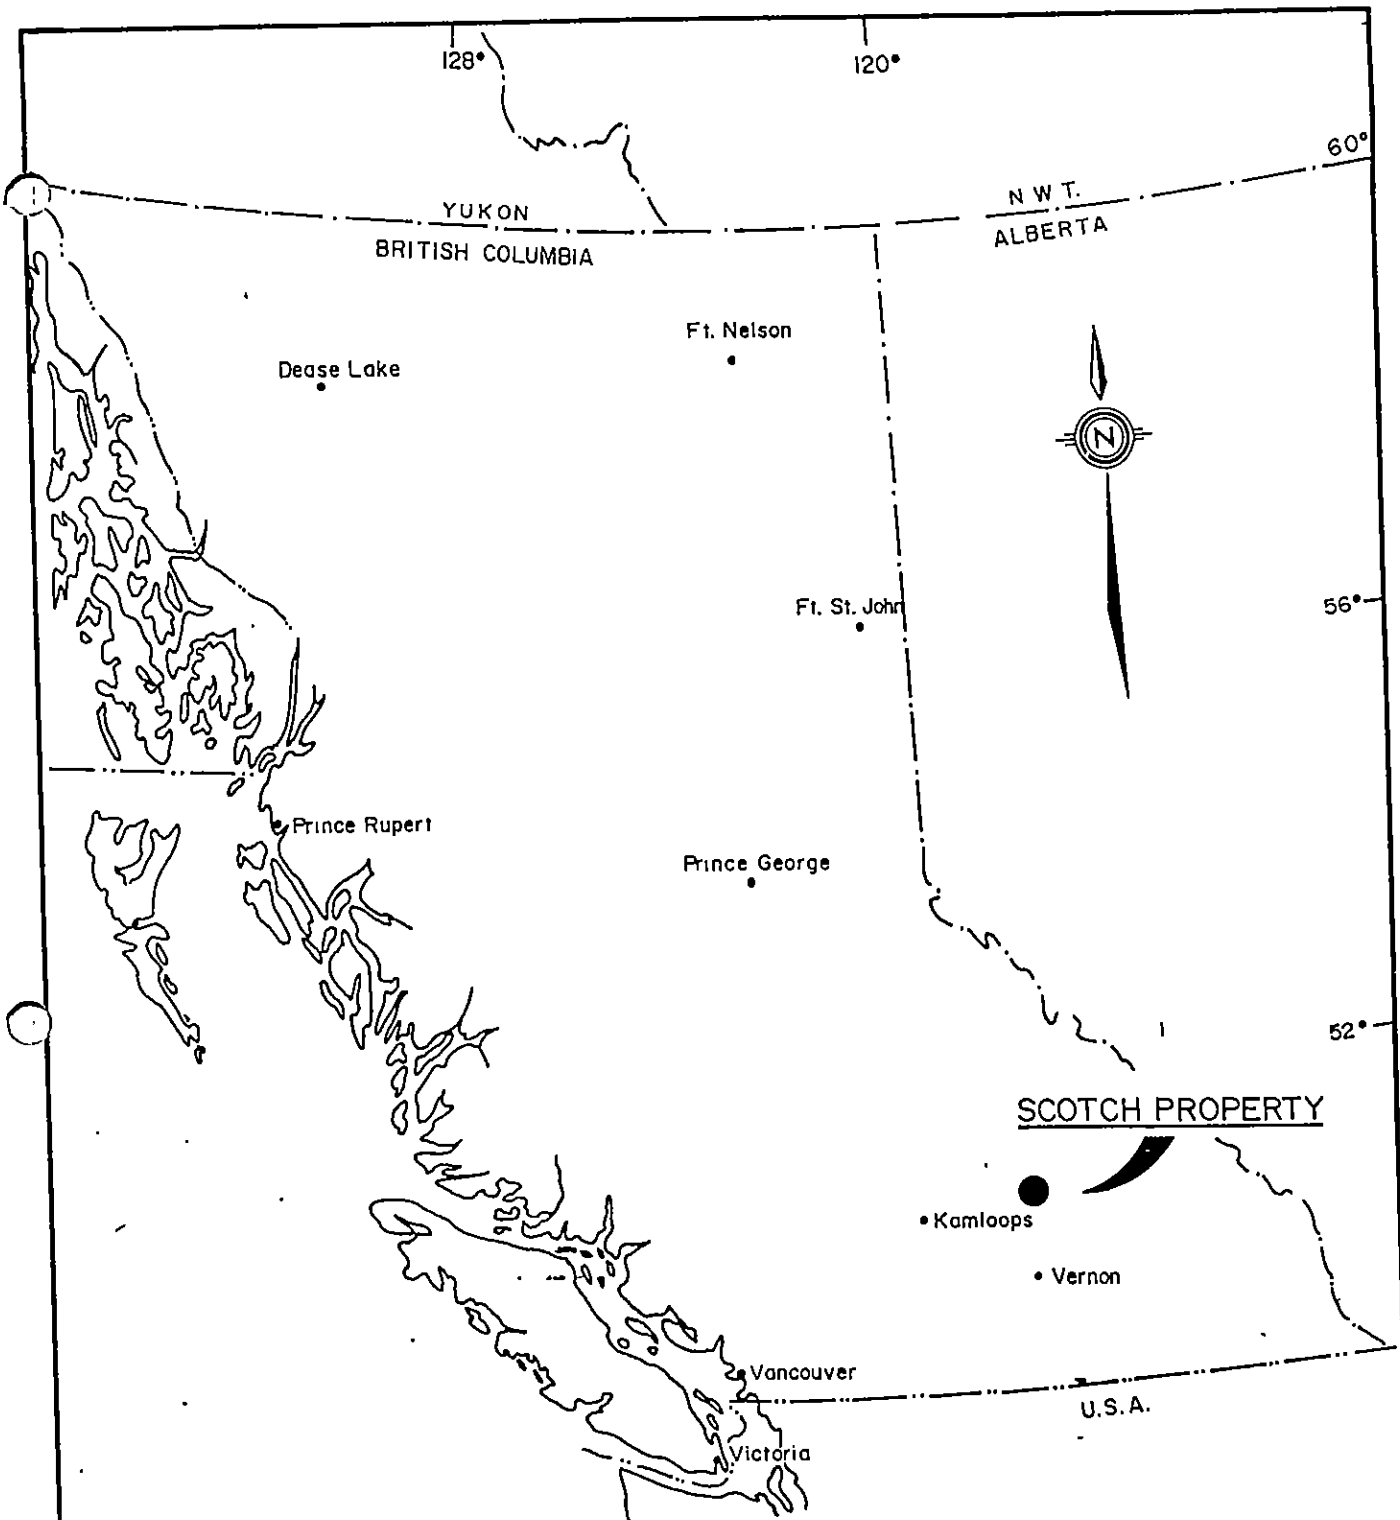 128°
120°
60°
YUKON
N W T.
BRITISH COLUMBIA
ALBERTA
Ft. Nelson
Dease Lake
N
Ft. St. John
56°
Prince Rupert
Prince George
52°
SCOTCH PROPERTY
Kamloops
Vernon
Vancouver
U.S.A.
Victoria